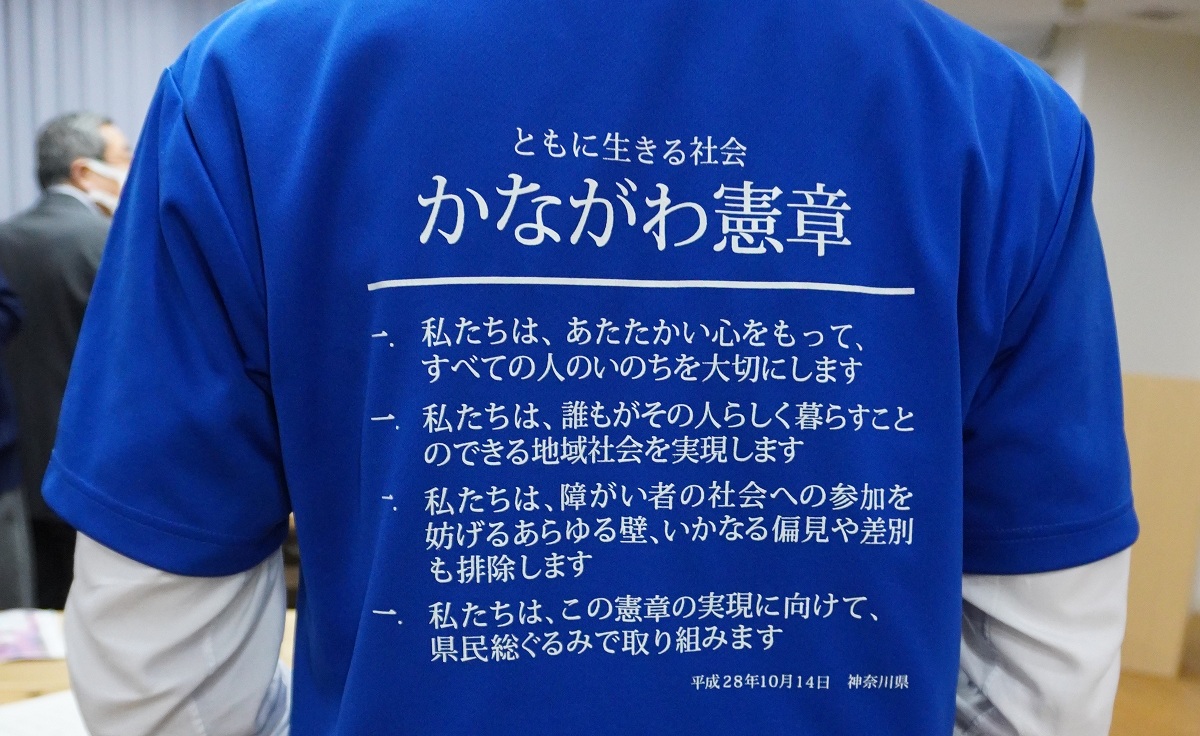 ともに生きる社会
かながわ憲章
一. 私たちは、あたたかい心をもって、
すべての人のいのちを大切にします
一. 私たちは、誰もがその人らしく暮らすこと
のできる地域社会を実現します
一. 私たちは、障がい者の社会への参加を
妨げるあらゆる壁、いかなる偏見や差別
も排除します
一. 私たちは、この憲章の実現に向けて、
県民総ぐるみで取り組みます
平成28年10月14日 神奈川県